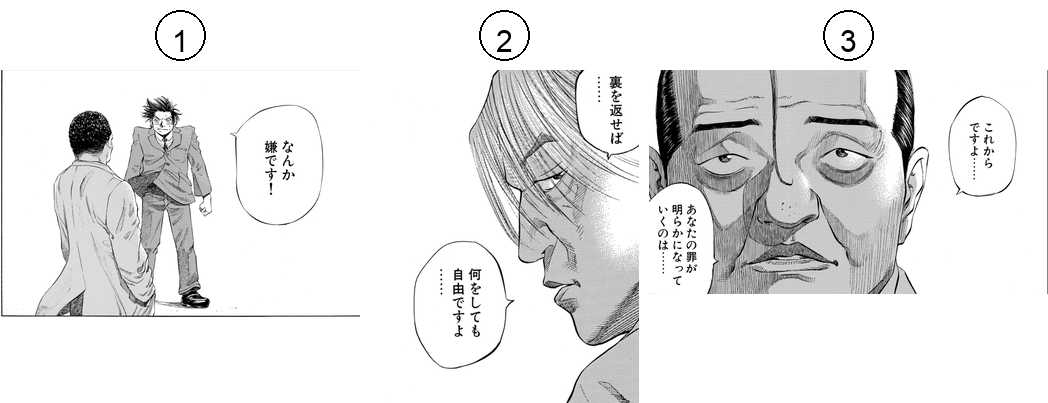 1
なんか
嫌です!
2
裏を返せば
……
何をしても
自由ですよ
……
3
これから
ですよ……
あなたの罪が
明らかになって
いくのは……